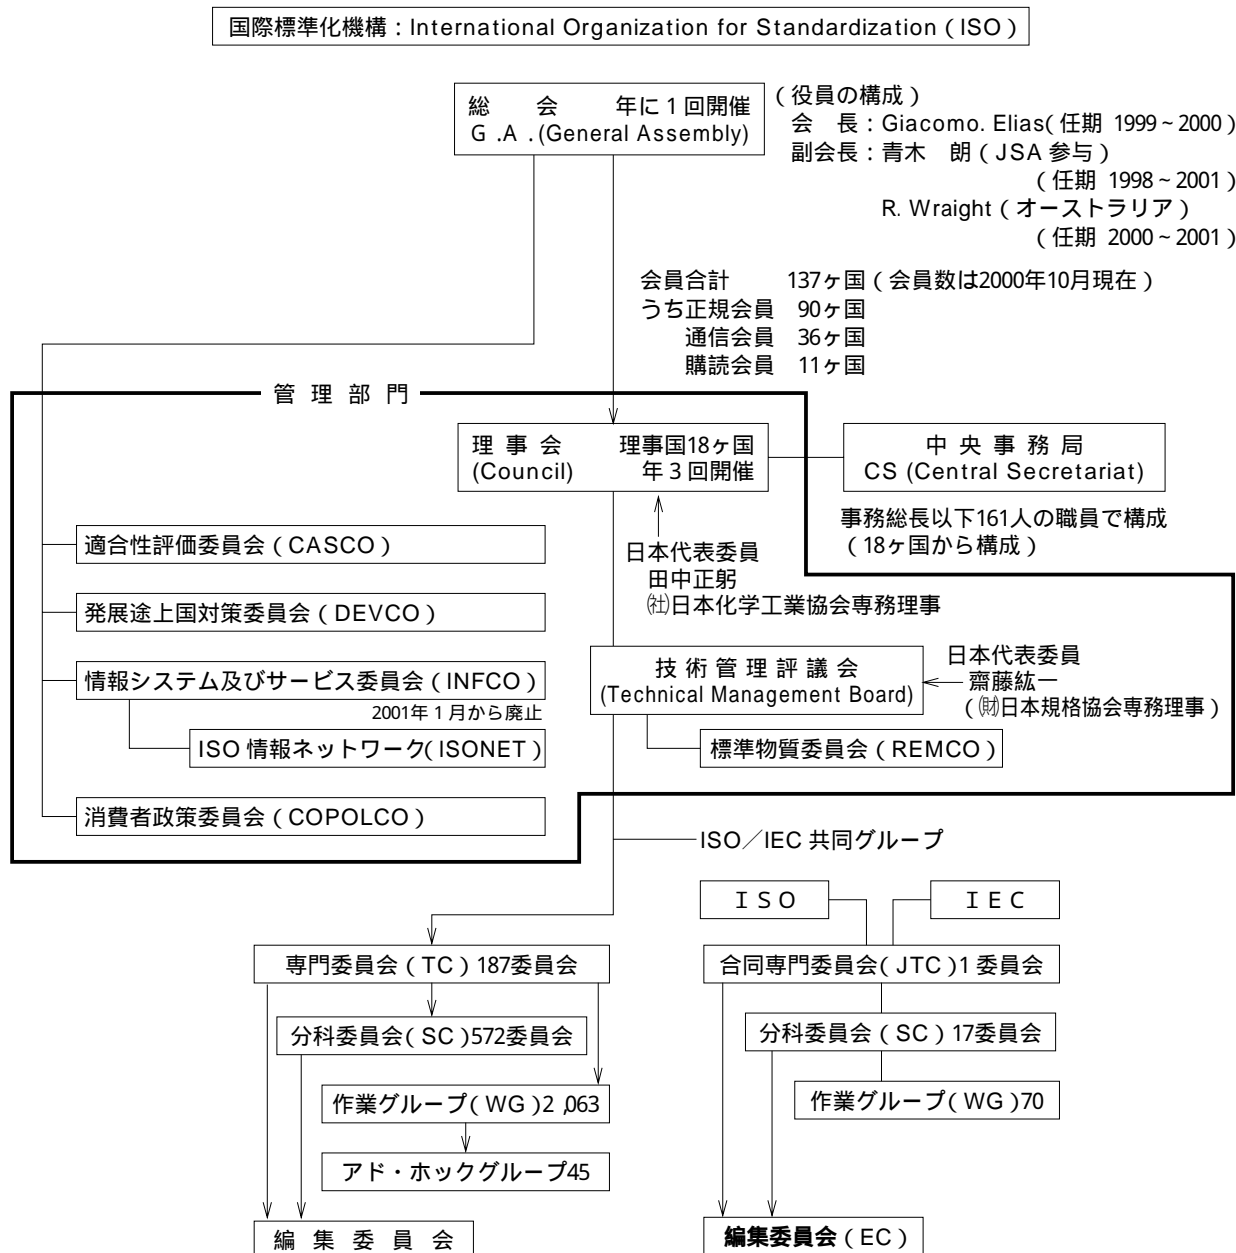 国際標準化機構：International Organization for Standardization（ISO）
総　会　年に１回開催
G.A.(General Assembly)
（役員の構成）
会　長：Giacomo. Elias(任期 1999～2000）
副会長：青木　朗（JSA 参与）
（任期 1998～2001）
R. Wraight（オーストラリア）
（任期 2000～2001）
会員合計　137ヶ国（会員数は2000年10月現在）
うち正規会員　90ヶ国
通信会員　36ヶ国
購読会員　11ヶ国
管理部門
理事会　理事国18ヶ国
(Council)　年３回開催
中央事務局
CS (Central Secretariat)
事務総長以下161人の職員で構成
（18ヶ国から構成）
適合性評価委員会（CASCO）
日本代表委員
田中正躬
㈳日本化学工業協会専務理事
発展途上国対策委員会（DEVCO）
情報システム及びサービス委員会（INFCO）
2001年１月から廃止
ISO 情報ネットワーク(ISONET）
技術管理評議会
(Technical Management Board)
日本代表委員
齋藤紘一
（㈶日本規格協会専務理事）
標準物質委員会（REMCO）
消費者政策委員会（COPOLCO）
ISO／IEC 共同グループ
ＩＳＯ
ＩＥＣ
専門委員会（TC）187委員会
合同専門委員会(JTC)1 委員会
分科委員会(SC)572委員会
分科委員会（SC）17委員会
作業グループ(WG)2,063
作業グループ(WG)70
アド・ホックグループ45
編集委員会
編集委員会（EC）